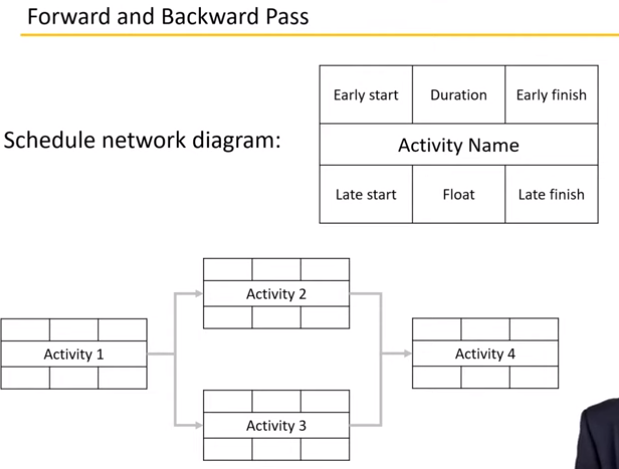 Forward and Backward Pass
Schedule network diagram:
Early start Duration Early finish
Activity Name
Late start Float Late finish
Activity 1
Activity 2
Activity 3
Activity 4